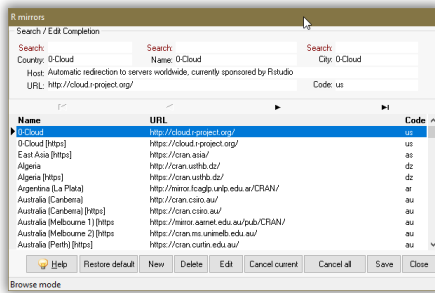 R mirrors
Search / Edit Completion
Search: Search: Search:
Country: 0-Cloud Name: 0-Cloud City: 0-Cloud
Host: Automatic redirection to servers worldwide, currently sponsored by Rstudio
URL: http://cloud.r-project.org/ Code: us
Name URL Code
0-Cloud http://cloud.r-project.org/ us
0-Cloud [https] https://cloud.r-project.org/ us
East Asia [https] https://cran.asia/ as
Algeria http://cran.usthb.dz/ dz
Algeria [https] https://cran.usthb.dz/ dz
Argentina (La Plata) http://mirror.fcaglp.unlp.edu.ar/CRAN/ ar
Australia (Canberra) http://cran.csiro.au/ au
Australia (Canberra) [https] https://cran.csiro.au/ au
Australia (Melbourne 1) [https https://mirror.aarnet.edu.au/pub/CRAN/ au
Australia (Melbourne 2) [https https://cran.ms.unimelb.edu.au/ au
Australia (Perth) [https] https://cran.curtin.edu.au/ au
Help Restore default New Delete Edit Cancel current Cancel all Save Close
Browse mode